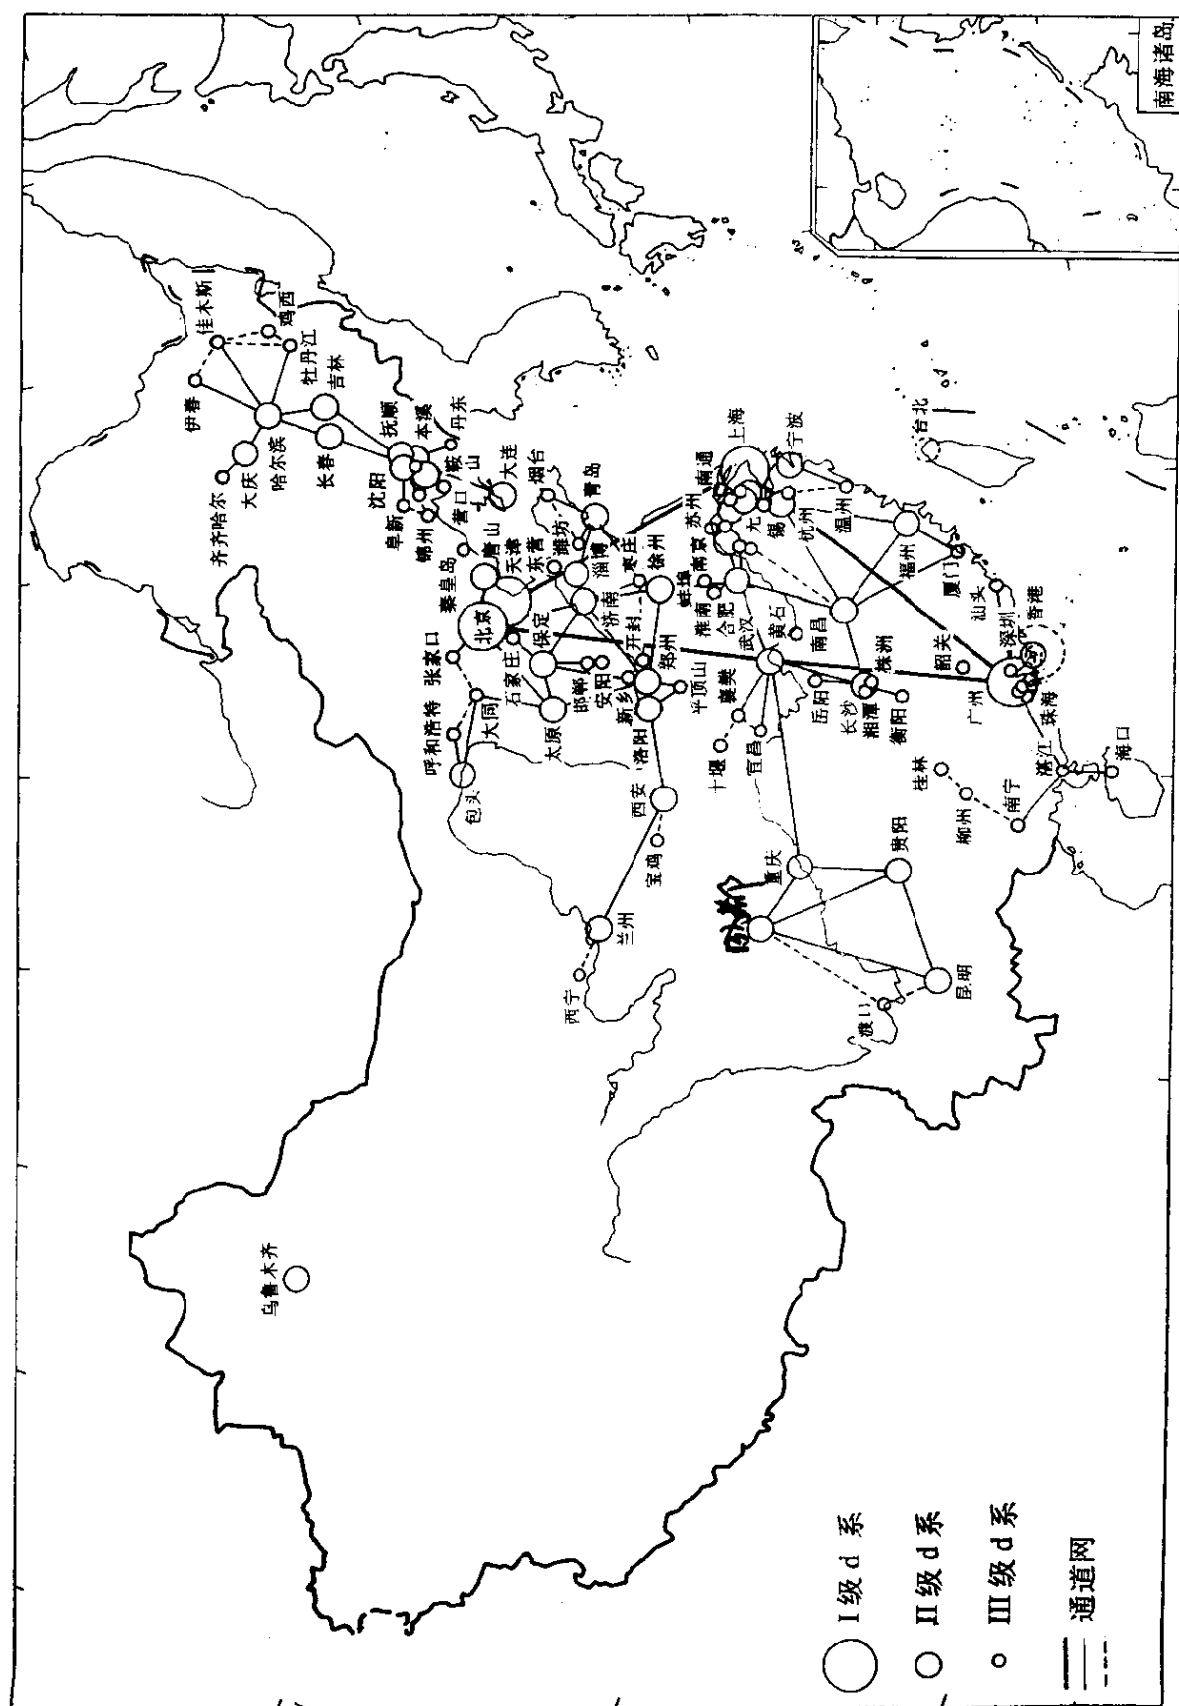 佳木斯
鸡西
牡丹江
吉林
伊春
哈尔滨
大庆
齐齐哈尔
长春
抚顺
本溪
丹东
沈阳
鞍山
大连
阜新
营口
锦州
秦皇岛
唐山
天津
北京
张家口
呼和浩特
大同
包头
保定
石家庄
太原
东营
潍坊
烟台
青岛
淄博
济南
邯郸
安阳
新乡
枣庄
徐州
开封
郑州
平顶山
洛阳
西安
宝鸡
兰州
西宁
乌鲁木齐
蚌埠
淮南
合肥
南京
苏州
南通
上海
无锡
杭州
宁波
温州
台北
福州
厦门
汕头
南昌
黄石
武汉
襄樊
十堰
宜昌
岳阳
长沙
湘潭
株洲
衡阳
韶关
深圳
香港
广州
珠海
湛江
海口
桂林
柳州
南宁
重庆
贵阳
昆明
渡口
南海诸岛
I级d系
II级d系
III级d系
通道网